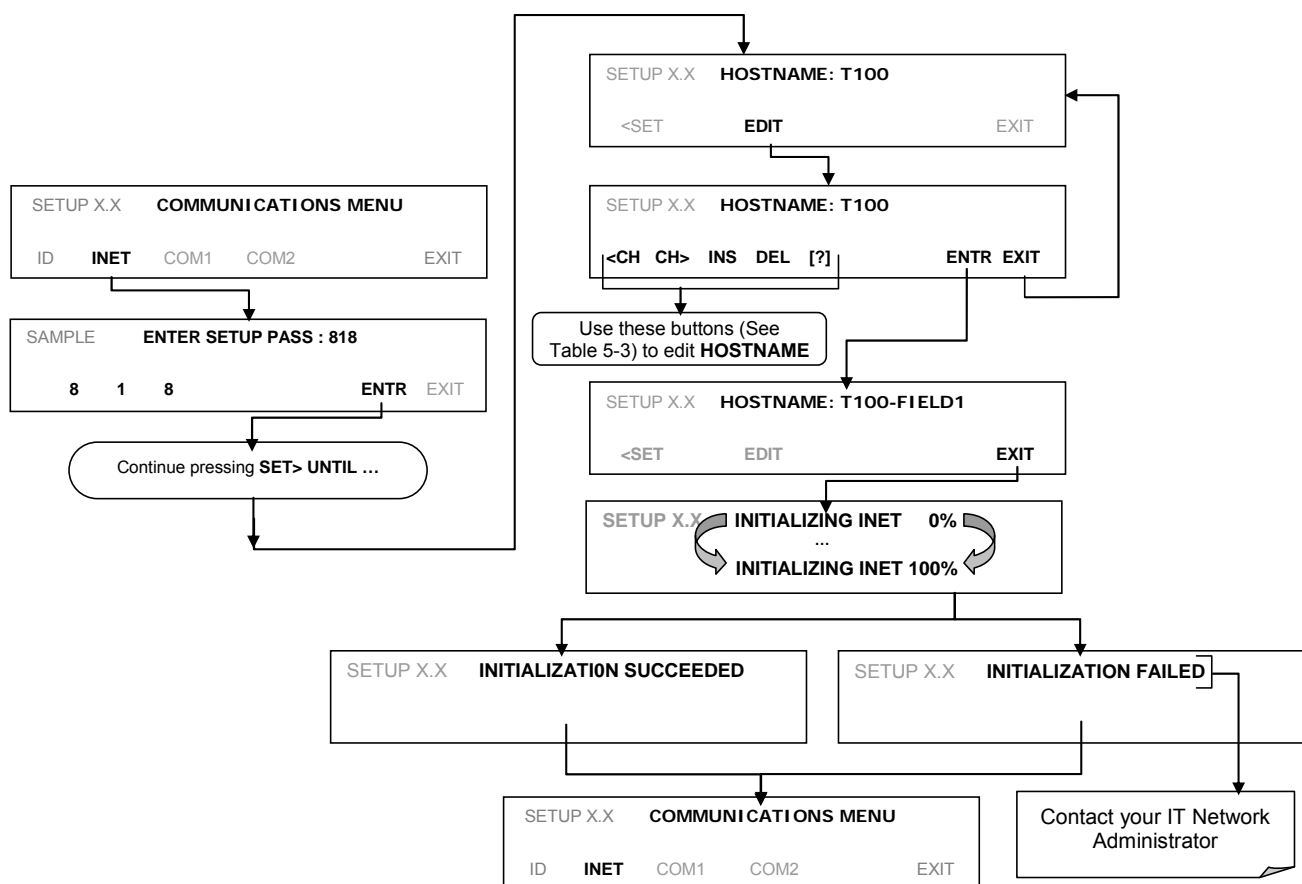 SETUP X.X COMMUNICATIONS MENU
ID INET COM1 COM2 EXIT
SAMPLE ENTER SETUP PASS : 818
8 1 8 ENTR EXIT
Continue pressing SET> UNTIL ...
SETUP X.X HOSTNAME: T100
<SET EDIT EXIT
SETUP X.X HOSTNAME: T100
<CH CH> INS DEL [?] ENTR EXIT
Use these buttons (See
Table 5-3) to edit HOSTNAME
SETUP X.X HOSTNAME: T100-FIELD1
<SET EDIT EXIT
SETUP X.X INITIALIZING INET 0%
...
INITIALIZING INET 100%
SETUP X.X INITIALIZATI0N SUCCEEDED
SETUP X.X INITIALIZATION FAILED
Contact your IT Network
Administrator
SETUP X.X COMMUNICATIONS MENU
ID INET COM1 COM2 EXIT